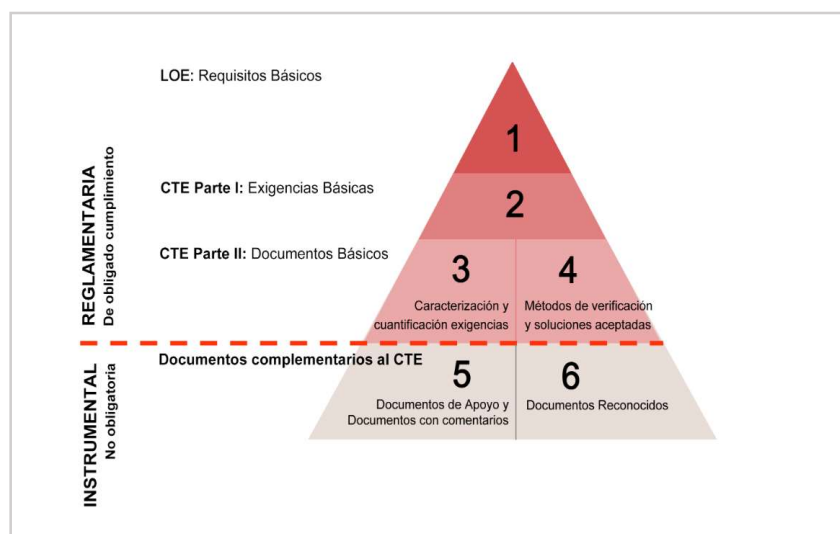 LOE: Requisitos Básicos
1
CTE Parte I: Exigencias Básicas
2
CTE Parte II: Documentos Básicos
3
Caracterización y
cuantificación exigencias
4
Métodos de verificación
y soluciones aceptadas
REGLAMENTARIA
De obligado cumplimiento
Documentos complementarios al CTE
5
Documentos de Apoyo y
Documentos con comentarios
6
Documentos Reconocidos
INSTRUMENTAL
No obligatoria